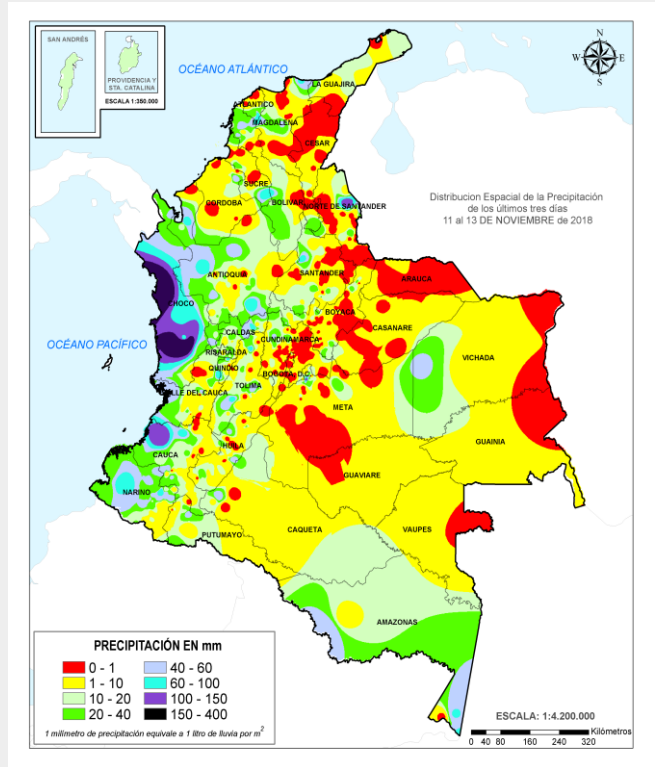 SAN ANDRÉS
PROVIDENCIA Y
STA. CATALINA
ESCALA 1:350.000
OCÉANO ATLÁNTICO
N
W
E
S
LA GUAJIRA
ATLANTICO
MAGDALENA
CESAR
SUCRE
CORDOBA
BOLIVAR
NORTE DE SANTANDER
Distribucion Espacial de la Precipitación
de los últimos tres días
11 al 13 DE NOVIEMBRE de 2018
ANTIOQUIA
SANTANDER
ARAUCA
CHOCO
BOYACA
CASANARE
OCÉANO PACÍFICO
CALDAS
CUNDINAMARCA
VICHADA
RISARALDA
QUINDIO
BOGOTA, D.C.
TOLIMA
VALLE DEL CAUCA
META
GUAINIA
CAUCA
HUILA
GUAVIARE
NARIÑO
CAQUETA
VAUPES
PUTUMAYO
AMAZONAS
PRECIPITACIÓN EN mm
0 - 1
40 - 60
1 - 10
60 - 100
10 - 20
100 - 150
20 - 40
150 - 400
1 milímetro de precipitación equivale a 1 litro de lluvia por m²
ESCALA: 1:4.200.000
Kilómetros
0 40 80 160 240 320